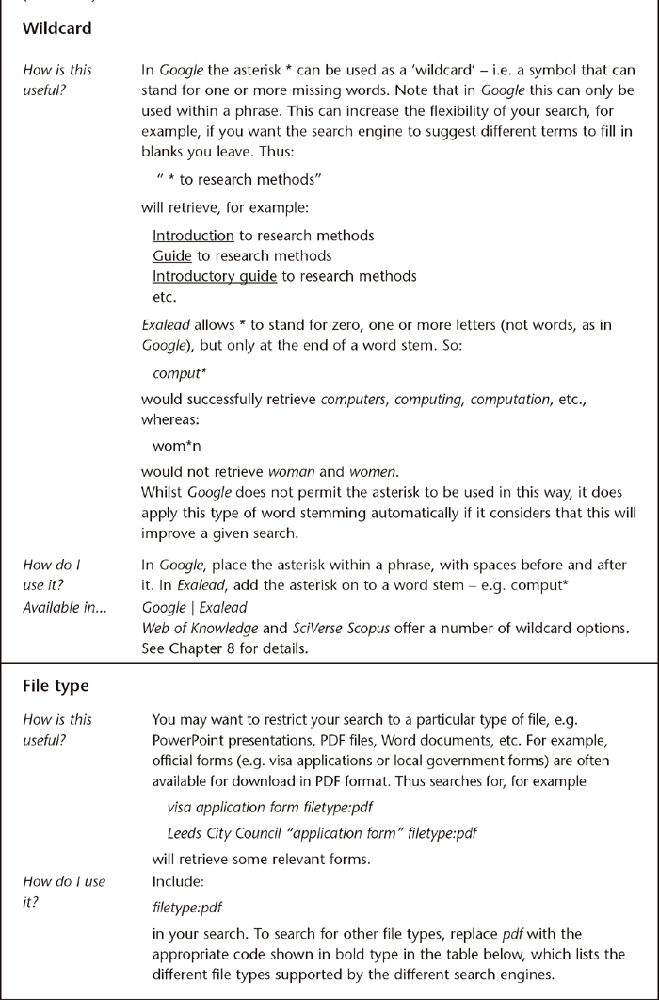 Wildcard
How is this
useful?
In Google the asterisk * can be used as a ‘wildcard’ – i.e. a symbol that can
stand for one or more missing words. Note that in Google this can only be
used within a phrase. This can increase the flexibility of your search, for
example, if you want the search engine to suggest different terms to fill in
blanks you leave. Thus:
“ * to research methods”
will retrieve, for example:
Introduction to research methods
Guide to research methods
Introductory guide to research methods
etc.
Exalead allows * to stand for zero, one or more letters (not words, as in
Google), but only at the end of a word stem. So:
comput*
would successfully retrieve computers, computing, computation, etc.,
whereas:
wom*n
would not retrieve woman and women.
Whilst Google does not permit the asterisk to be used in this way, it does
apply this type of word stemming automatically if it considers that this will
improve a given search.
How do I
use it?
In Google, place the asterisk within a phrase, with spaces before and after
it. In Exalead, add the asterisk on to a word stem – e.g. comput*
Available in...
Google | Exalead
Web of Knowledge and SciVerse Scopus offer a number of wildcard options.
See Chapter 8 for details.
File type
How is this
useful?
You may want to restrict your search to a particular type of file, e.g.
PowerPoint presentations, PDF files, Word documents, etc. For example,
official forms (e.g. visa applications or local government forms) are often
available for download in PDF format. Thus searches for, for example
visa application form filetype:pdf
Leeds City Council “application form” filetype:pdf
will retrieve some relevant forms.
How do I use
it?
Include:
filetype:pdf
in your search. To search for other file types, replace pdf with the
appropriate code shown in bold type in the table below, which lists the
different file types supported by the different search engines.